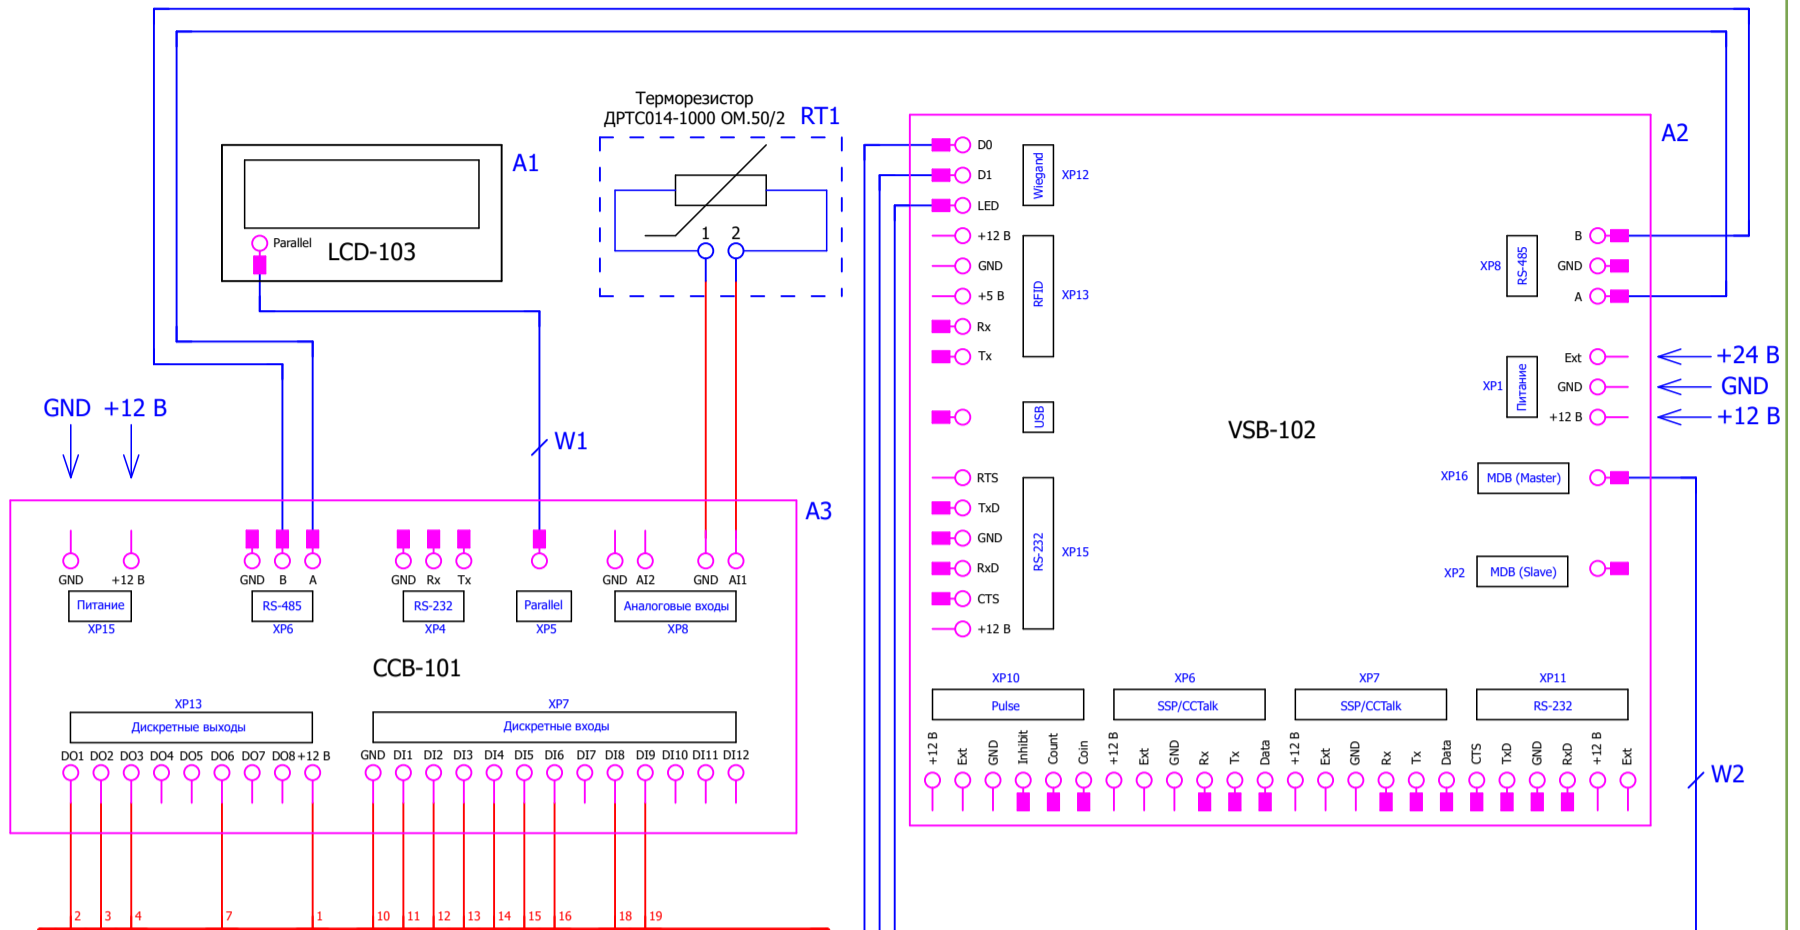 Терморезистор
ДРТС014-1000 ОМ.50/2
RT1
A1
Parallel
LCD-103
1 2
A2
D0
D1
LED
Wiegand
XP12
+12 В
GND
+5 В
Rx
Tx
RFID
XP13
USB
RTS
TxD
GND
RxD
CTS
+12 В
RS-232
XP15
VSB-102
B
GND
A
XP8
RS-485
Ext
GND
+12 В
XP1
Питание
+24 В
GND
+12 В
XP16
MDB (Master)
XP2
MDB (Slave)
XP10 XP6 XP7 XP11
Pulse SSP/CCTalk SSP/CCTalk RS-232
+12 В Ext GND Inhibit Count Coin +12 В Ext GND Rx Tx Data +12 В Ext GND Rx Tx Data CTS TxD GND RxD +12 В Ext
W2
GND +12 В
W1
A3
GND +12 В GND B A GND Rx Tx GND AI2 GND AI1
Питание RS-485 RS-232 Parallel Аналоговые входы
XP15 XP6 XP4 XP5 XP8
CCB-101
XP13 XP7
Дискретные выходы Дискретные входы
DO1 DO2 DO3 DO4 DO5 DO6 DO7 DO8 +12 В GND DI1 DI2 DI3 DI4 DI5 DI6 DI7 DI8 DI9 DI10 DI11 DI12
2 3 4 7 1 10 11 12 13 14 15 16 18 19